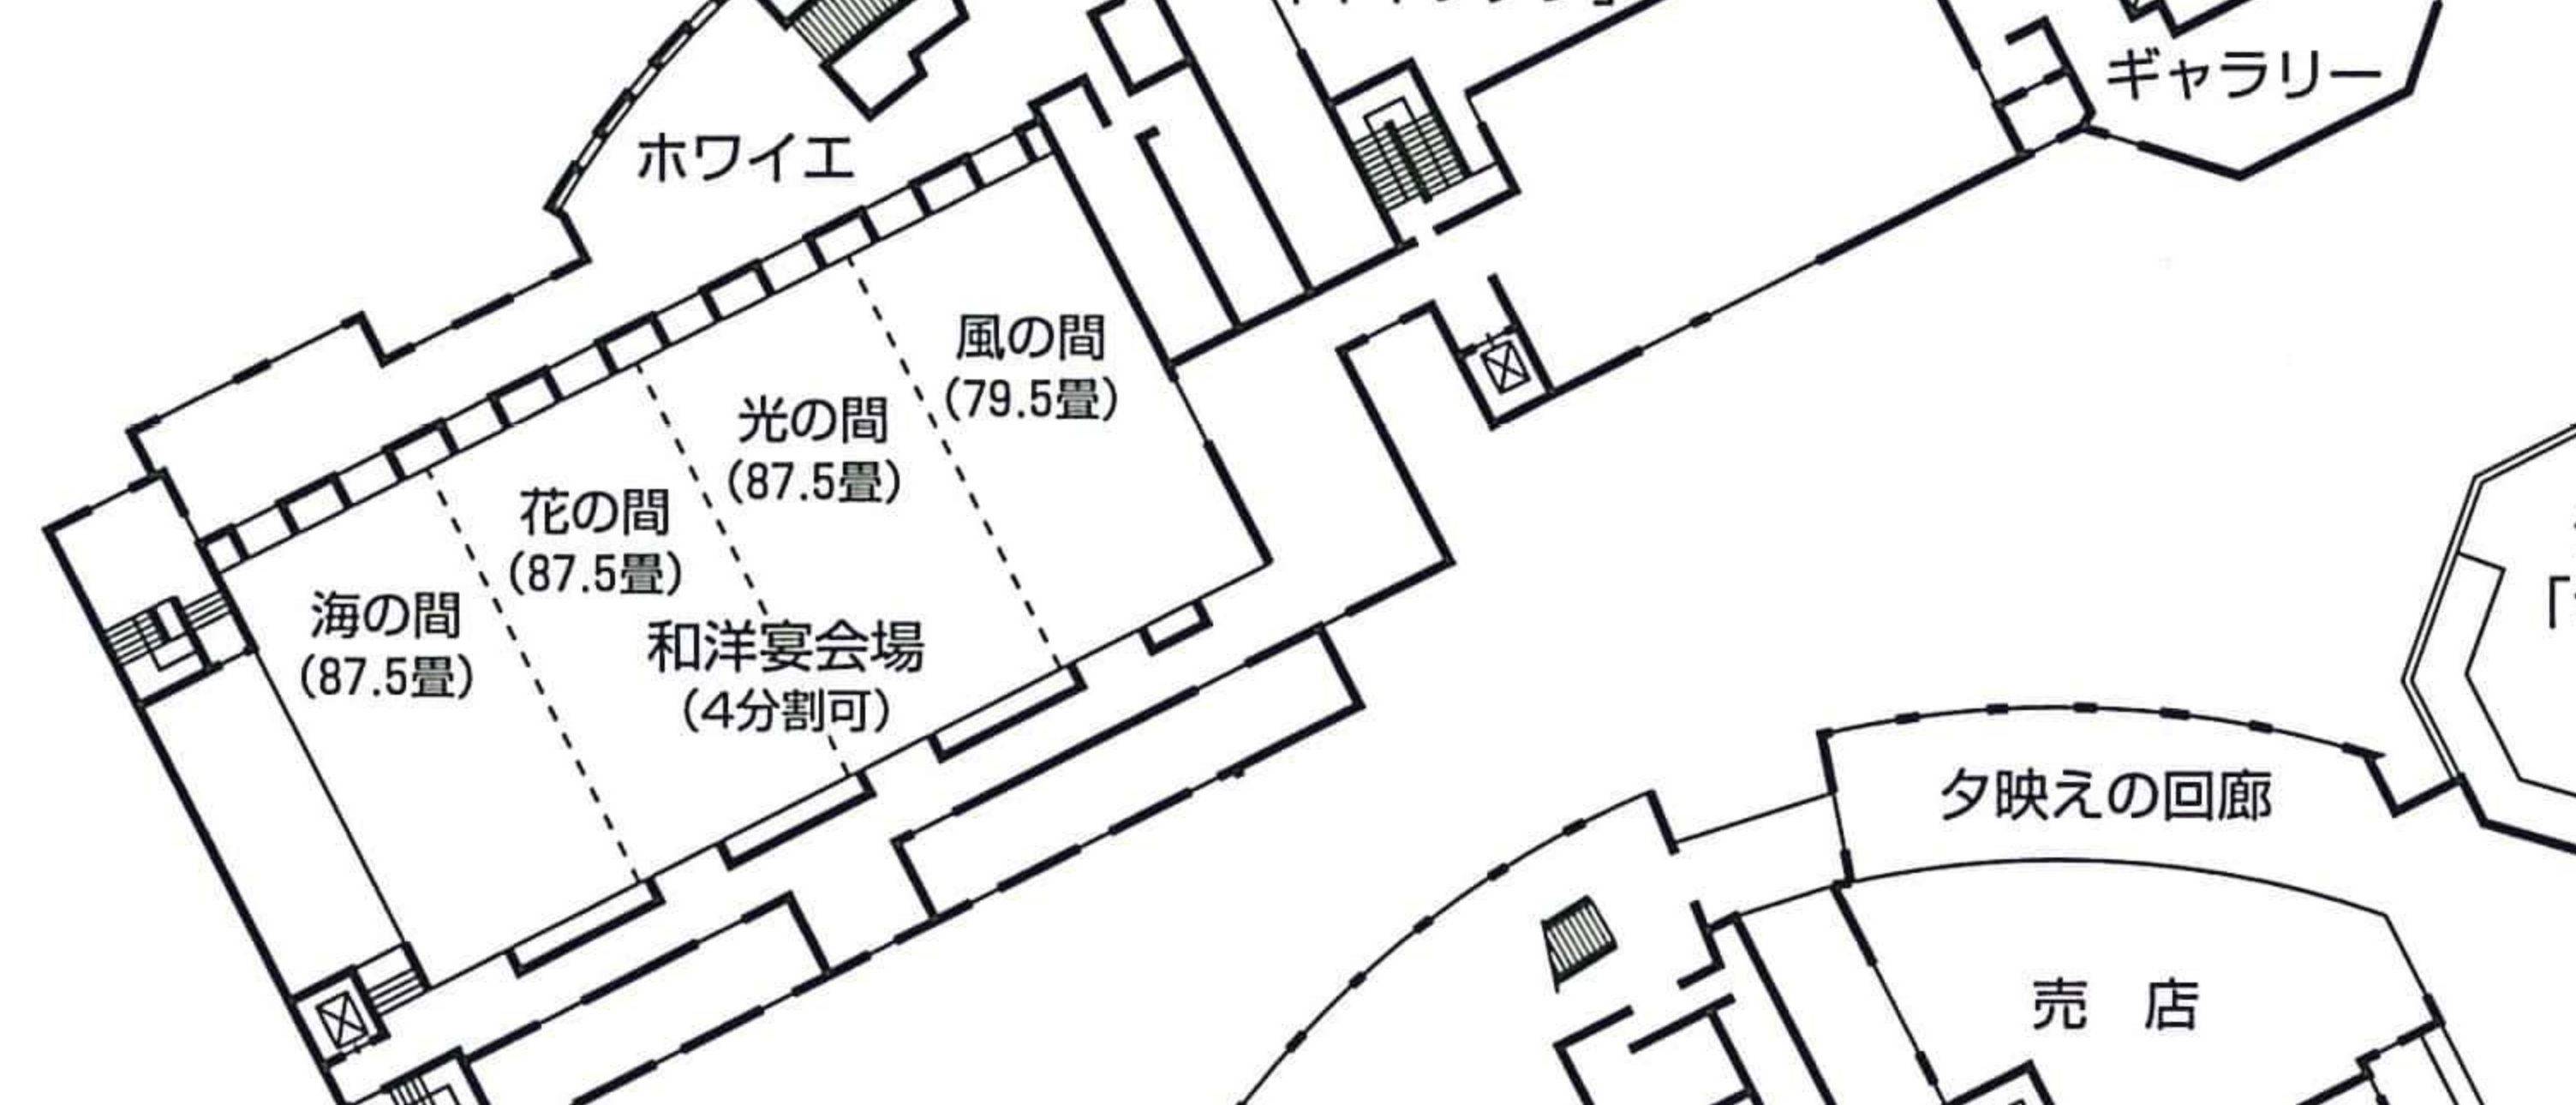 ギャラリー
ホワイエ
風の間
(79.5畳)
光の間
(87.5畳)
花の間
(87.5畳)
海の間
(87.5畳)
和洋宴会場
(4分割可)
夕映えの回廊
売 店